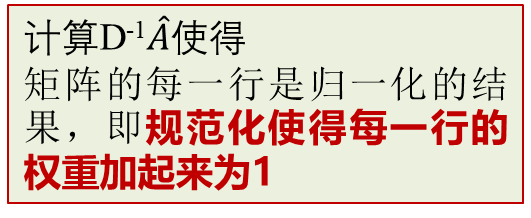 计算D⁻¹Â使得
矩阵的每一行是归一化的结
果，即规范化使得每一行的
权重加起来为1